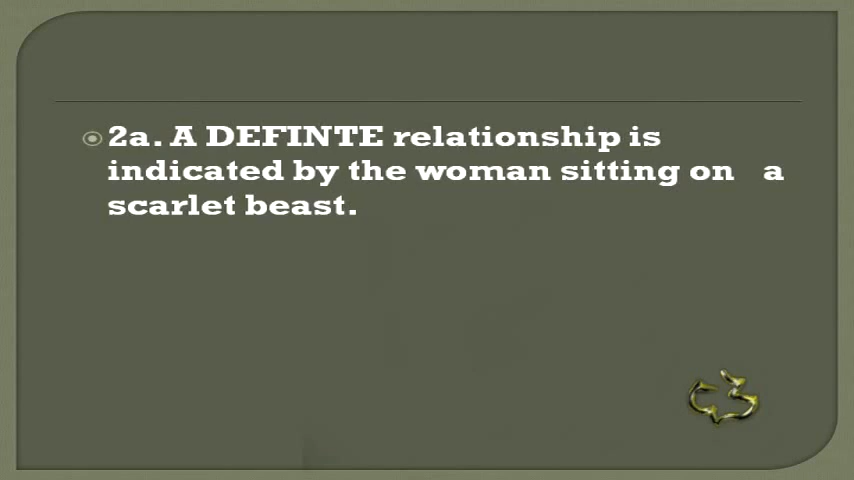 2a. A DEFINTE relationship is
indicated by the woman sitting on a
scarlet beast.